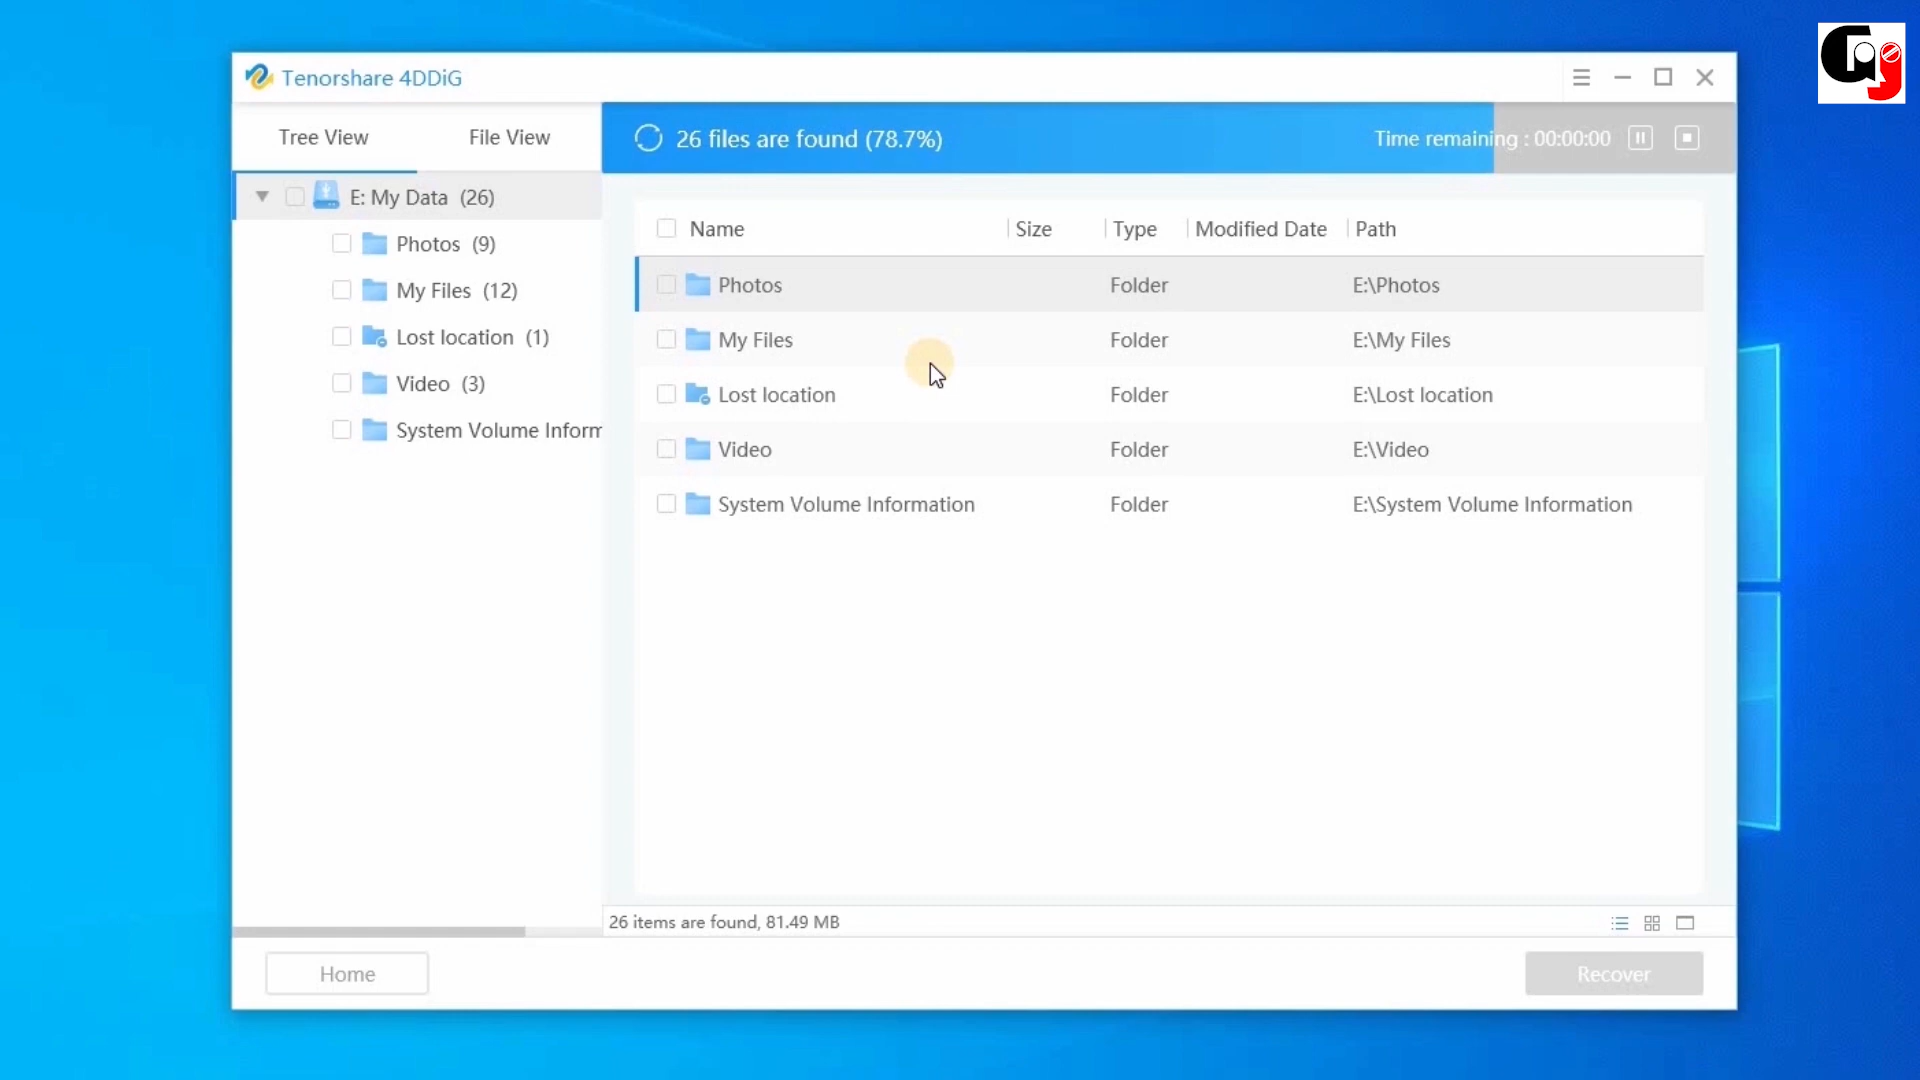 Tenorshare 4DDiG
Tree View File View
26 files are found (78.7%) Time remaining : 00:00:00
E: My Data (26)
Photos (9)
My Files (12)
Lost location (1)
Video (3)
System Volume Inform
Name Size Type Modified Date Path
Photos Folder E:\Photos
My Files Folder E:\My Files
Lost location Folder E:\Lost location
Video Folder E:\Video
System Volume Information Folder E:\System Volume Information
26 items are found, 81.49 MB
Home Recover